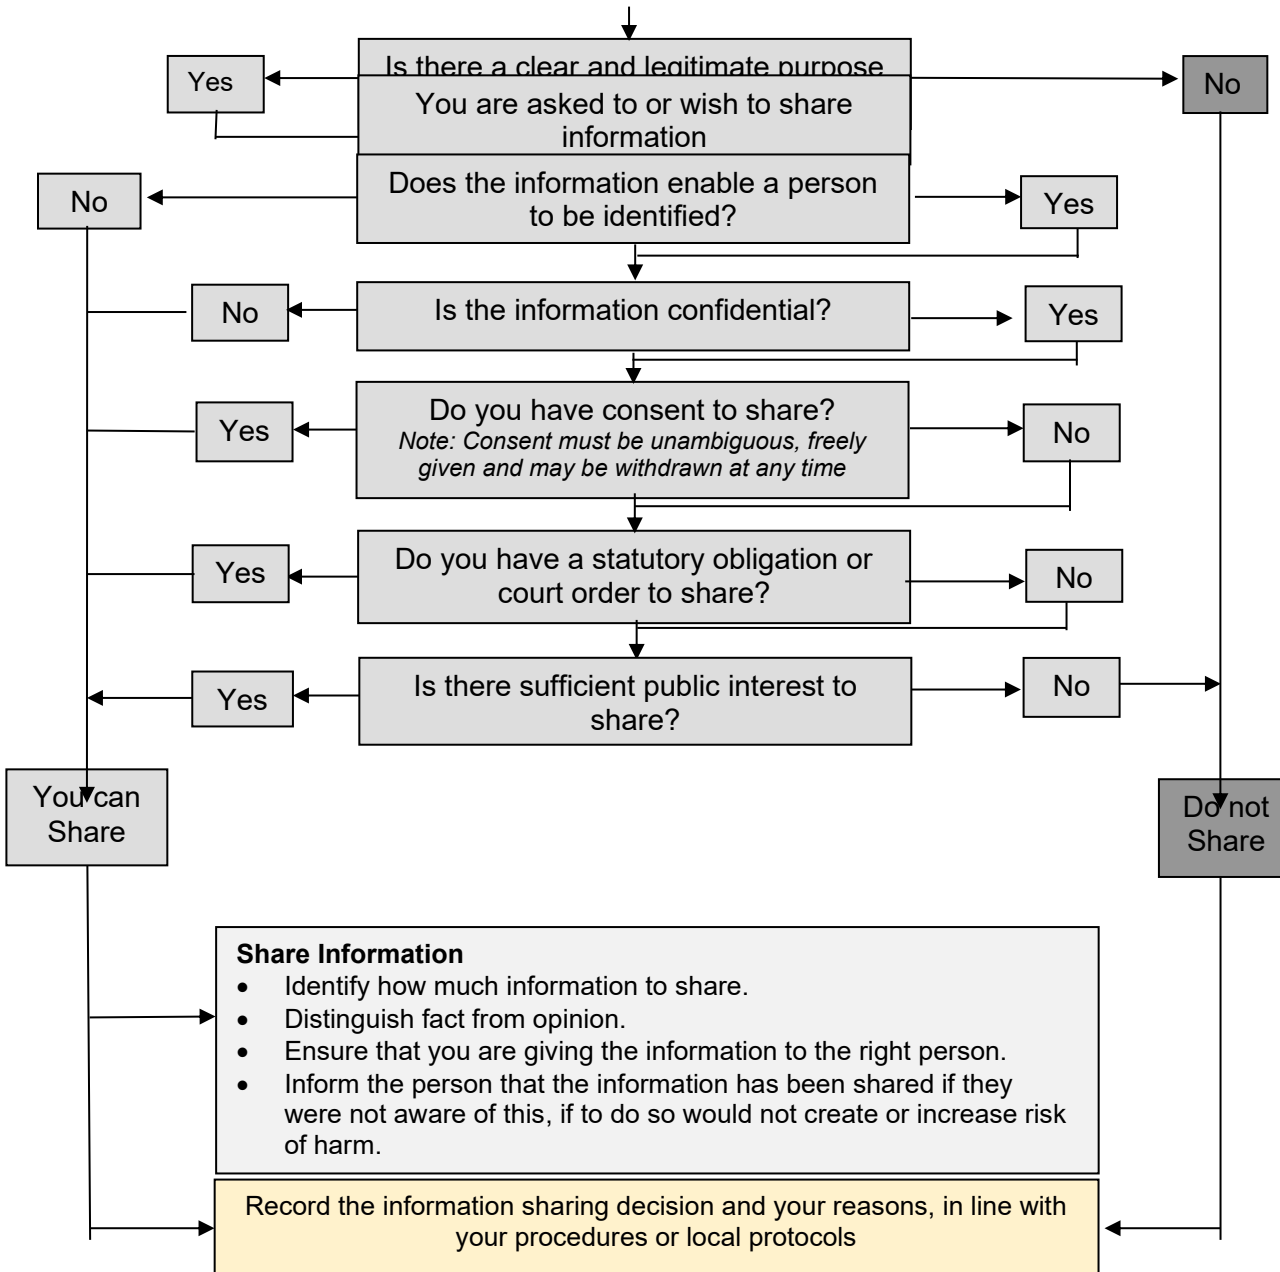 Is there a clear and legitimate purpose
Yes
No
You are asked to or wish to share
information
Does the information enable a person
to be identified?
No
Yes
Is the information confidential?
No
Yes
Do you have consent to share?
Note: Consent must be unambiguous, freely
given and may be withdrawn at any time
Yes
No
Do you have a statutory obligation or
court order to share?
Yes
No
Is there sufficient public interest to
share?
Yes
No
You can
Share
Do not
Share
Share Information
• Identify how much information to share.
• Distinguish fact from opinion.
• Ensure that you are giving the information to the right person.
• Inform the person that the information has been shared if they
were not aware of this, if to do so would not create or increase risk
of harm.
Record the information sharing decision and your reasons, in line with
your procedures or local protocols